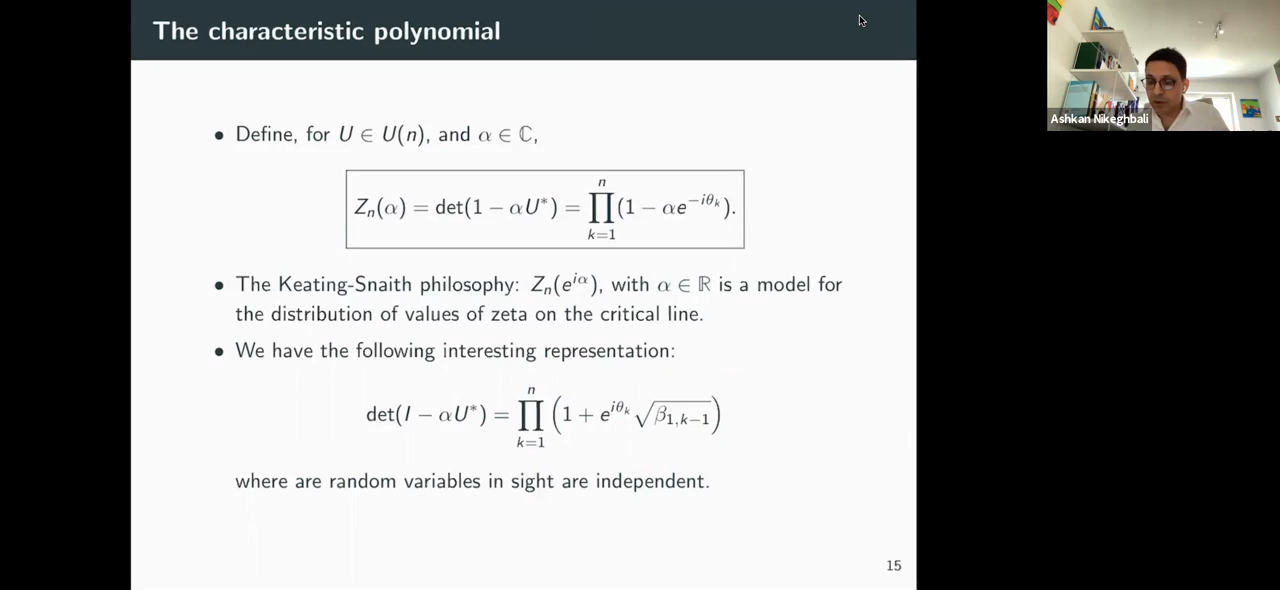 The characteristic polynomial
• Define, for U ∈ U(n), and α ∈ ℂ,
Z_n(α) = det(1 − αU*) = ∏_{k=1}^{n} (1 − αe^{−iθ_k}).
• The Keating-Snaith philosophy: Z_n(e^{iα}), with α ∈ ℝ is a model for
the distribution of values of zeta on the critical line.
• We have the following interesting representation:
det(I − αU*) = ∏_{k=1}^{n} (1 + e^{iθ_k} √β_{1,k−1})
where are random variables in sight are independent.
15
Ashkan Nikeghbali